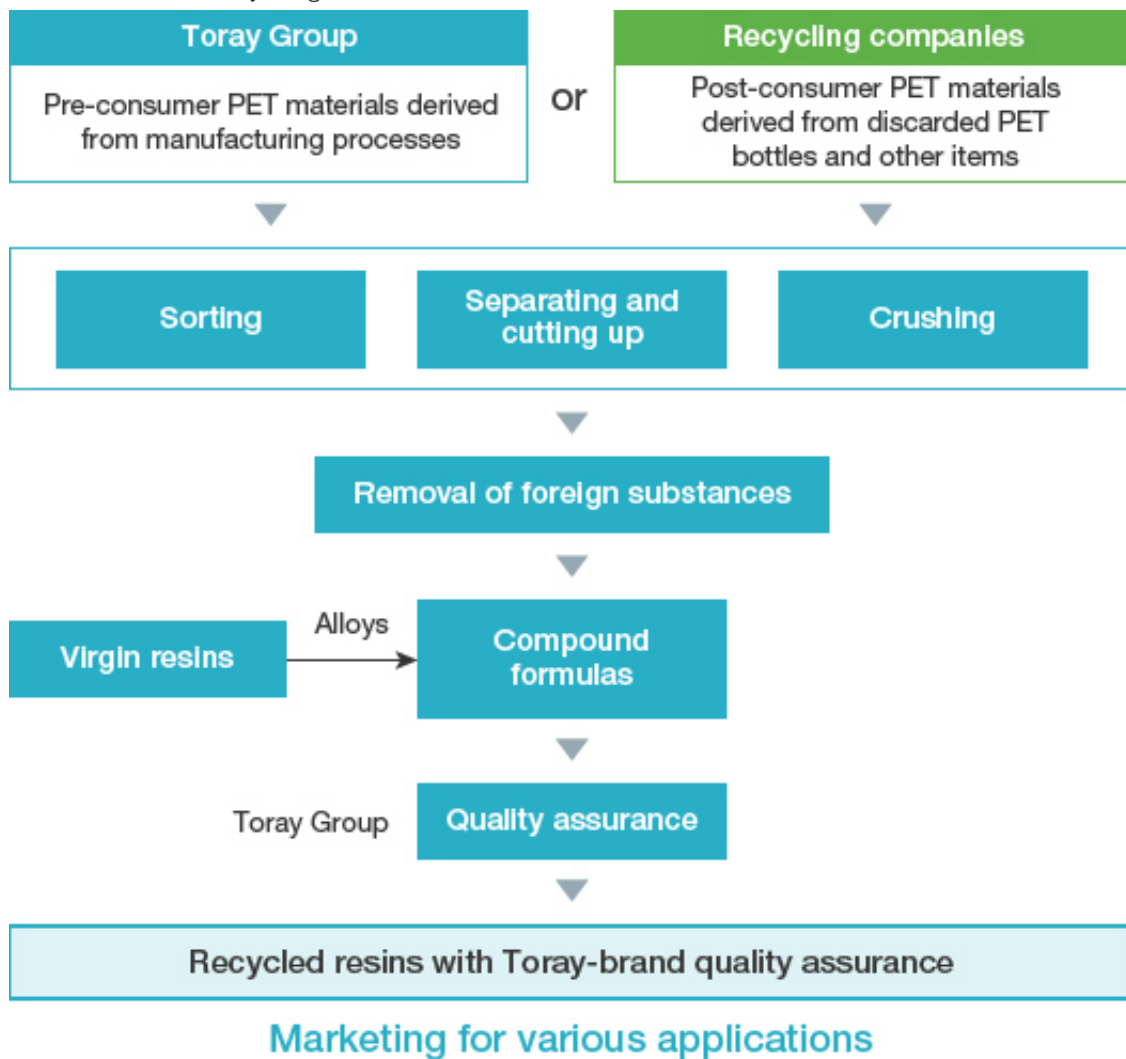 Toray Group
Pre-consumer PET materials derived
from manufacturing processes
or
Recycling companies
Post-consumer PET materials
derived from discarded PET
bottles and other items
Sorting
Separating and
cutting up
Crushing
Removal of foreign substances
Virgin resins
Alloys
Compound
formulas
Toray Group
Quality assurance
Recycled resins with Toray-brand quality assurance
Marketing for various applications